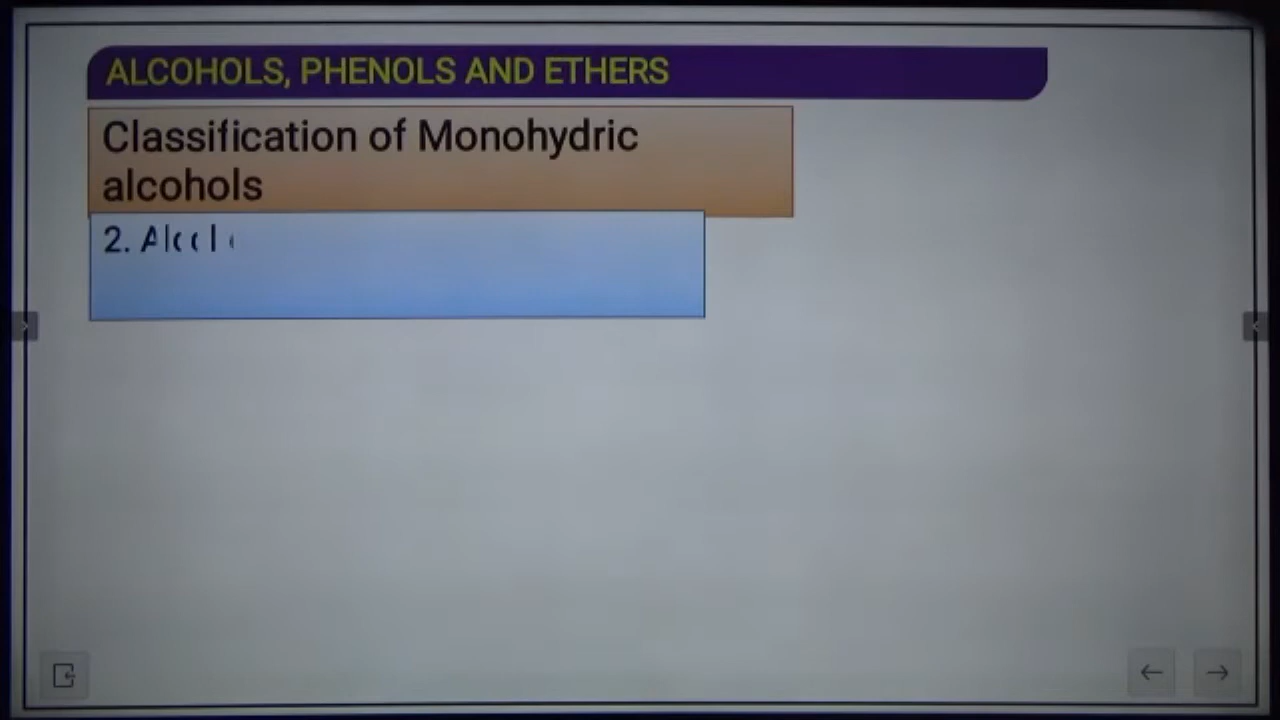 ALCOHOLS, PHENOLS AND ETHERS
Classification of Monohydric
alcohols
2.